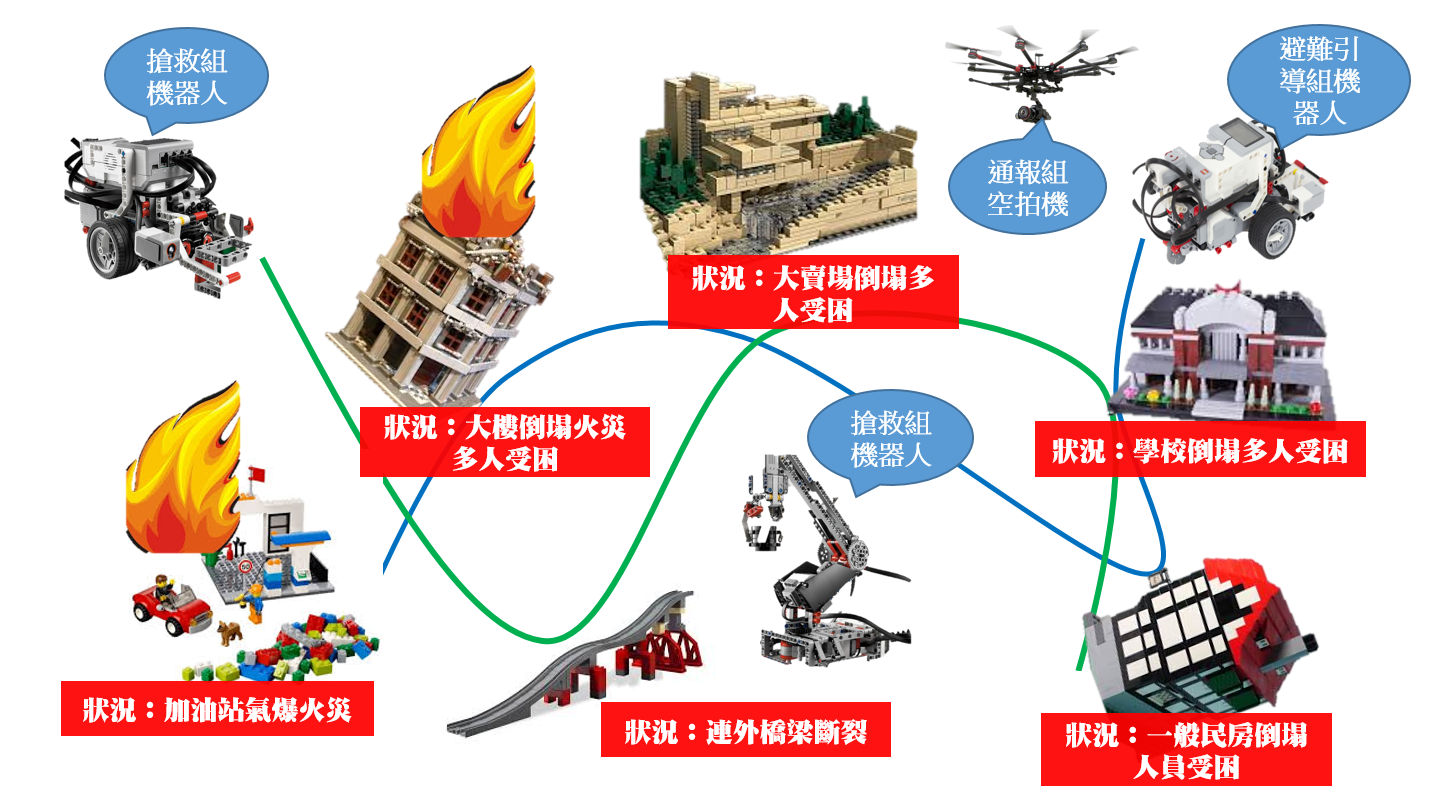 搶救組
機器人
避難引
導組機
器人
通報組
空拍機
狀況：大賣場倒塌多
人受困
狀況：大樓倒塌火災
多人受困
搶救組
機器人
狀況：學校倒塌多人受困
狀況：加油站氣爆火災
狀況：連外橋梁斷裂
狀況：一般民房倒塌
人員受困